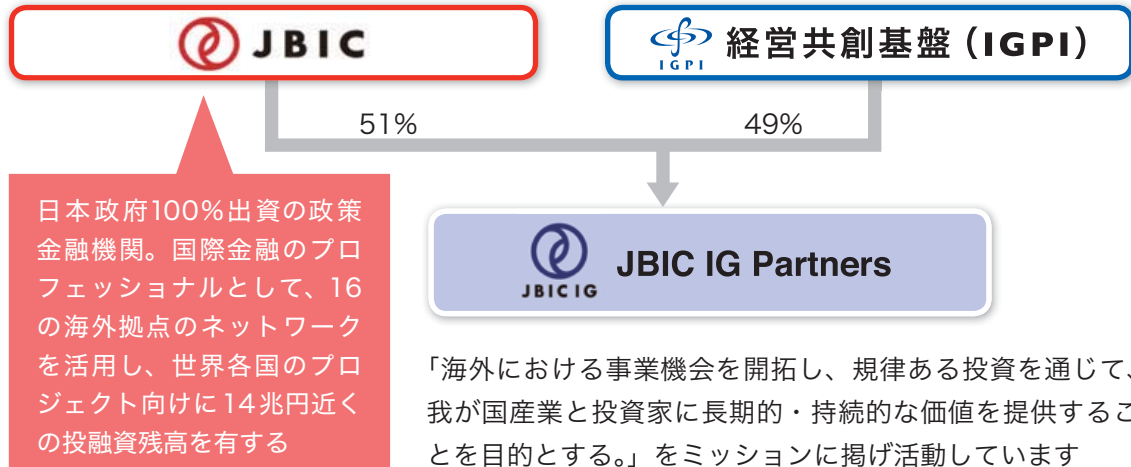 JBIC
IGPI 経営共創基盤(IGPI)
51%
49%
日本政府100%出資の政策
金融機関。国際金融のプロ
フェッショナルとして、16
の海外拠点のネットワーク
を活用し、世界各国のプロ
ジェクト向けに14兆円近く
の投融資残高を有する
JBIC IG
JBIC IG Partners
「海外における事業機会を開拓し、規律ある投資を通じて、
我が国産業と投資家に長期的・持続的な価値を提供するこ
とを目的とする。」をミッションに掲げ活動しています